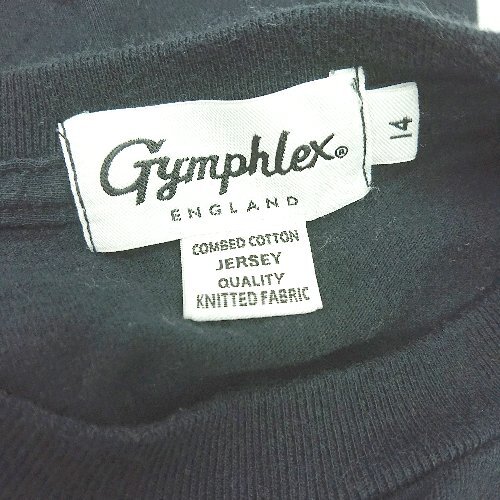 Gymphlex®
ENGLAND
14
COMBED COTTON
JERSEY
QUALITY
KNITTED FABRIC